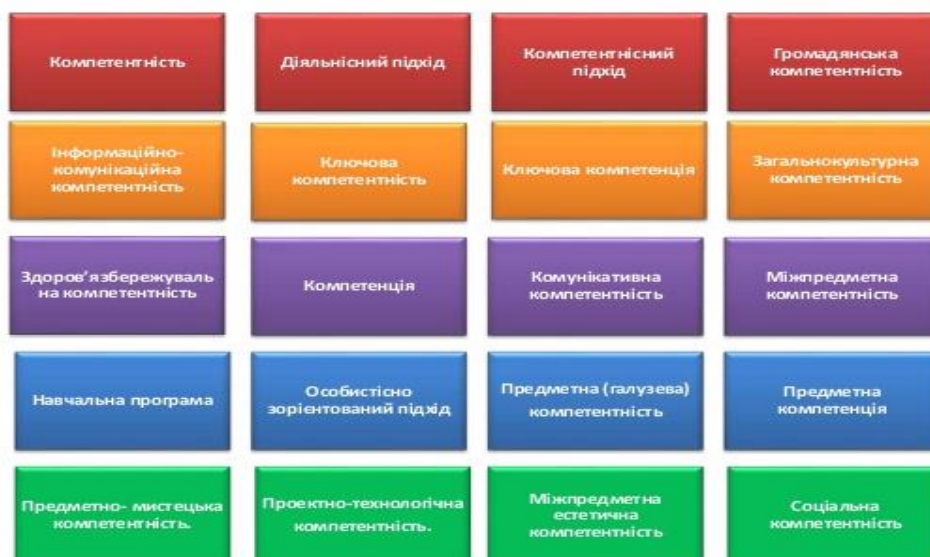 Компетентність
Діяльнісний підхід
Компетентнісний
підхід
Громадянська
компетентність
Інформаційно-
комунікаційна
компетентність
Ключова
компетентність
Ключова компетенція
Загальнокультурна
компетентність
Здоров'язбережуваль
на компетентність
Компетенція
Комунікативна
компетентність
Міжпредметна
компетентність
Навчальна програма
Особистісно
зорієнтований підхід
Предметна (галузева)
компетентність
Предметна
компетенція
Предметно- мистецька
компетентність.
Проектно-технологічна
компетентність.
Міжпредметна
естетична
компетентність
Соціальна
компетентність